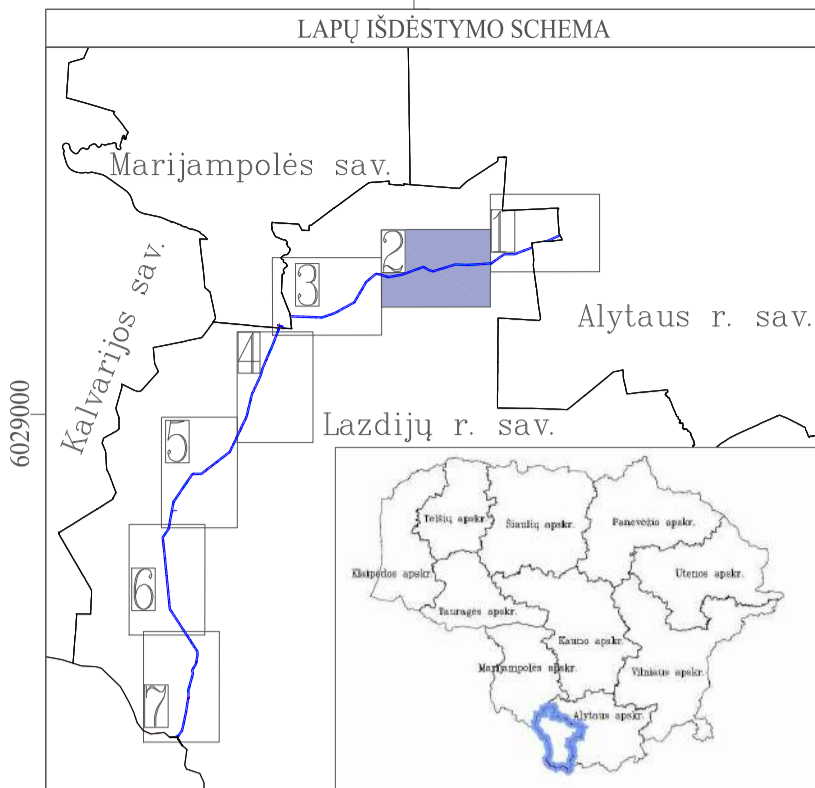 LAPŲ IŠDĖSTYMO SCHEMA
Marijampolės sav.
1
2
3
Kalvarijos sav.
Alytaus r. sav.
4
6029000
Lazdijų r. sav.
5
Telšių apskr.
Šiaulių apskr.
Panevėžio apskr.
Klaipėdos apskr.
Utenos apskr.
6
Tauragės apskr.
Kauno apskr.
Marijampolės apskr.
Vilniaus apskr.
7
Alytaus apskr.